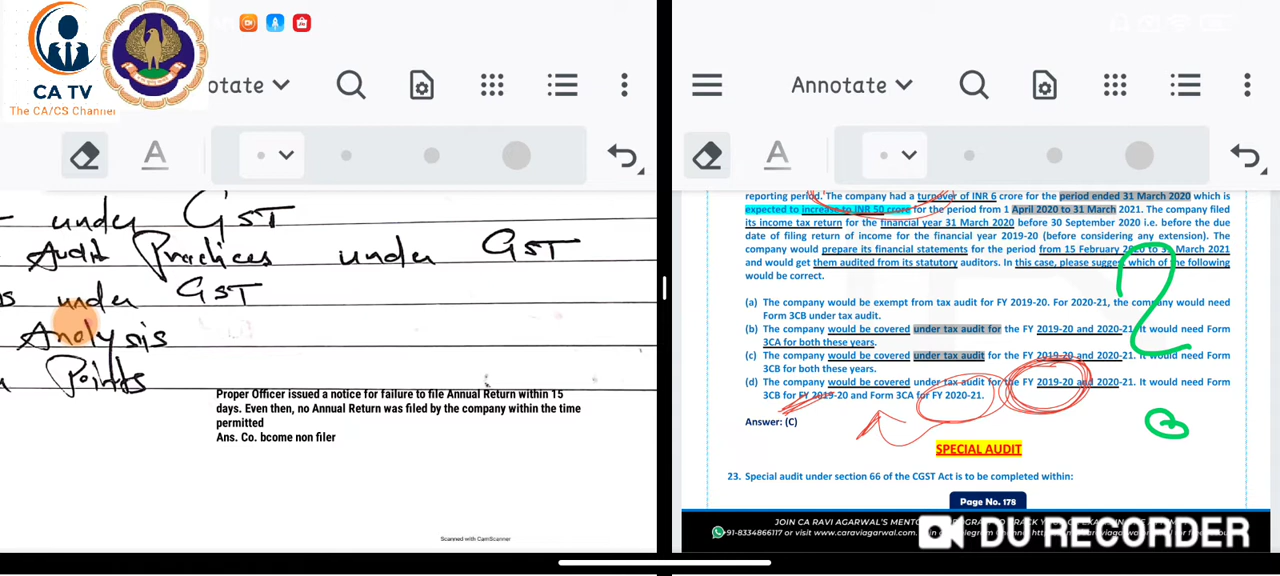 CA TV
The CA/CS Channel
otate
under GST
Audit Practices under GST
s under GST
Analysis
Points
Proper Officer issued a notice for failure to file Annual Return within 15
days. Even then, no Annual Return was filed by the company within the time
permitted
Ans. Co. bcome non filer
Scanned with CamScanner
Annotate
reporting period. The company had a turnover of INR 6 crore for the period ended 31 March 2020 which is
expected to increase to INR 50 crore for the period from 1 April 2020 to 31 March 2021. The company filed
its income tax return for the financial year 31 March 2020 before 30 September 2020 i.e. before the due
date of filing return of income for the financial year 2019-20 (before considering any extension). The
company would prepare its financial statements for the period from 15 February 2020 to 31 March 2021
and would get them audited from its statutory auditors. In this case, please suggest which of the following
would be correct.
(a) The company would be exempt from tax audit for FY 2019-20. For 2020-21, the company would need
Form 3CB under tax audit.
(b) The company would be covered under tax audit for the FY 2019-20 and 2020-21. It would need Form
3CA for both these years.
(c) The company would be covered under tax audit for the FY 2019-20 and 2020-21. It would need Form
3CB for both these years.
(d) The company would be covered under tax audit for the FY 2019-20 and 2020-21. It would need Form
3CB for FY 2019-20 and Form 3CA for FY 2020-21.
2
Answer: (C)
SPECIAL AUDIT
23. Special audit under section 66 of the CGST Act is to be completed within:
Page No. 178
JOIN CA RAVI AGARWAL'S
+91-8334866117 or visit www.caraviagarwal.com
DU RECORDER